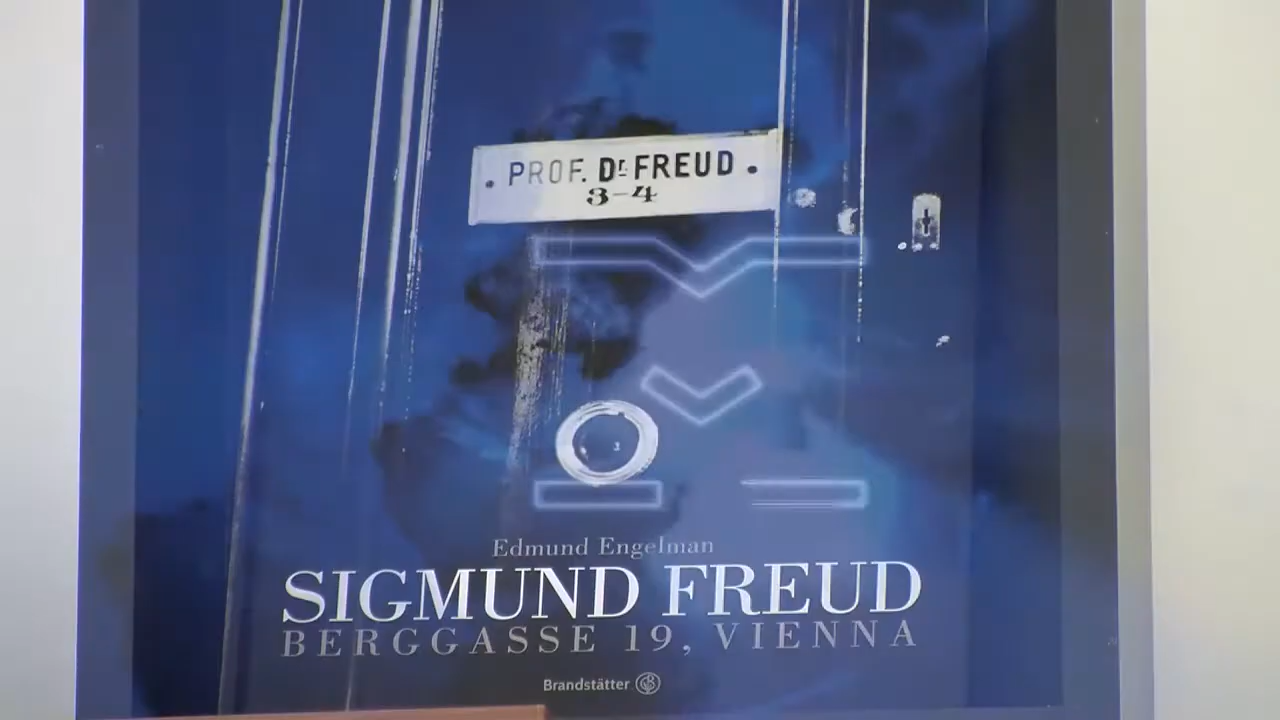 PROF. Dr. FREUD.
3-4
Edmund Engelman
SIGMUND FREUD
BERGGASSE 19, VIENNA
Brandstätter